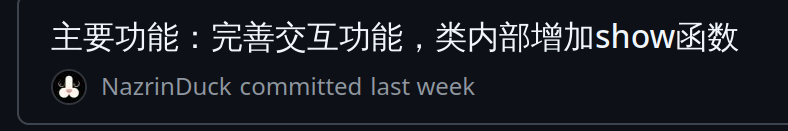 主要功能：完善交互功能，类内部增加show函数
NazrinDuck committed last week